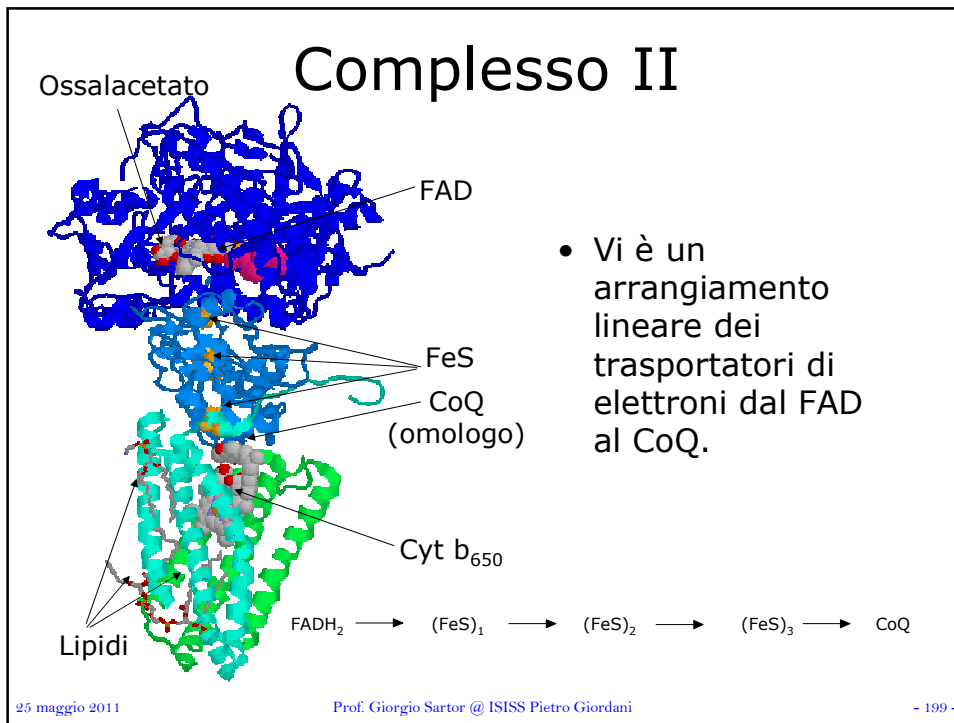 Complesso II
Ossalacetato
FAD
• Vi è un
arrangiamento
lineare dei
trasportatori di
elettroni dal FAD
al CoQ.
FeS
CoQ
(omologo)
Cyt b₆₅₀
Lipidi
FADH₂ → (FeS)₁ → (FeS)₂ → (FeS)₃ → CoQ
25 maggio 2011 Prof. Giorgio Sartor @ ISISS Pietro Giordani - 199 -